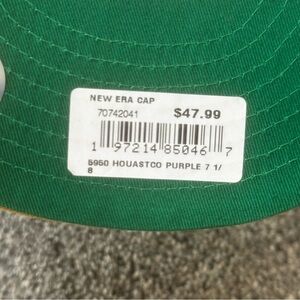 NEW ERA CAP
70742041 $47.99
1 97214 85046 7
5950 HOUASTCO PURPLE 7 1/
8